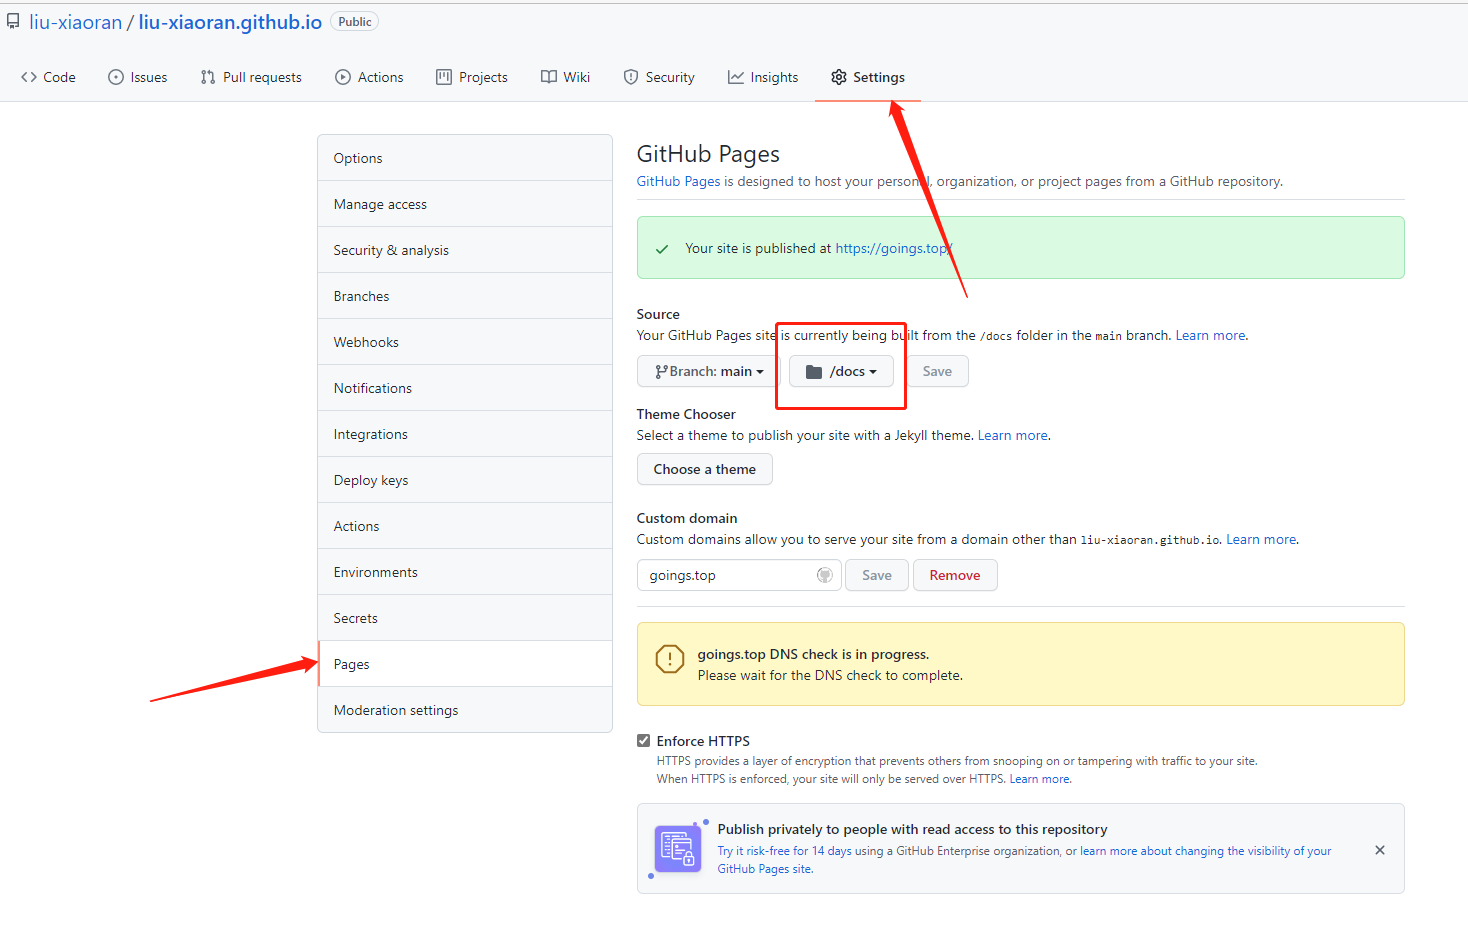 liu-xiaoran / liu-xiaoran.github.io Public
Code Issues Pull requests Actions Projects Wiki Security Insights Settings
Options
Manage access
Security & analysis
Branches
Webhooks
Notifications
Integrations
Deploy keys
Actions
Environments
Secrets
Pages
Moderation settings
GitHub Pages
GitHub Pages is designed to host your personal, organization, or project pages from a GitHub repository.
Your site is published at https://goings.top/
Source
Your GitHub Pages site is currently being built from the /docs folder in the main branch. Learn more.
Branch: main /docs Save
Theme Chooser
Select a theme to publish your site with a Jekyll theme. Learn more.
Choose a theme
Custom domain
Custom domains allow you to serve your site from a domain other than liu-xiaoran.github.io. Learn more.
goings.top Save Remove
goings.top DNS check is in progress.
Please wait for the DNS check to complete.
Enforce HTTPS
HTTPS provides a layer of encryption that prevents others from snooping on or tampering with traffic to your site.
When HTTPS is enforced, your site will only be served over HTTPS. Learn more.
Publish privately to people with read access to this repository
Try it risk-free for 14 days using a GitHub Enterprise organization, or learn more about changing the visibility of your
GitHub Pages site.